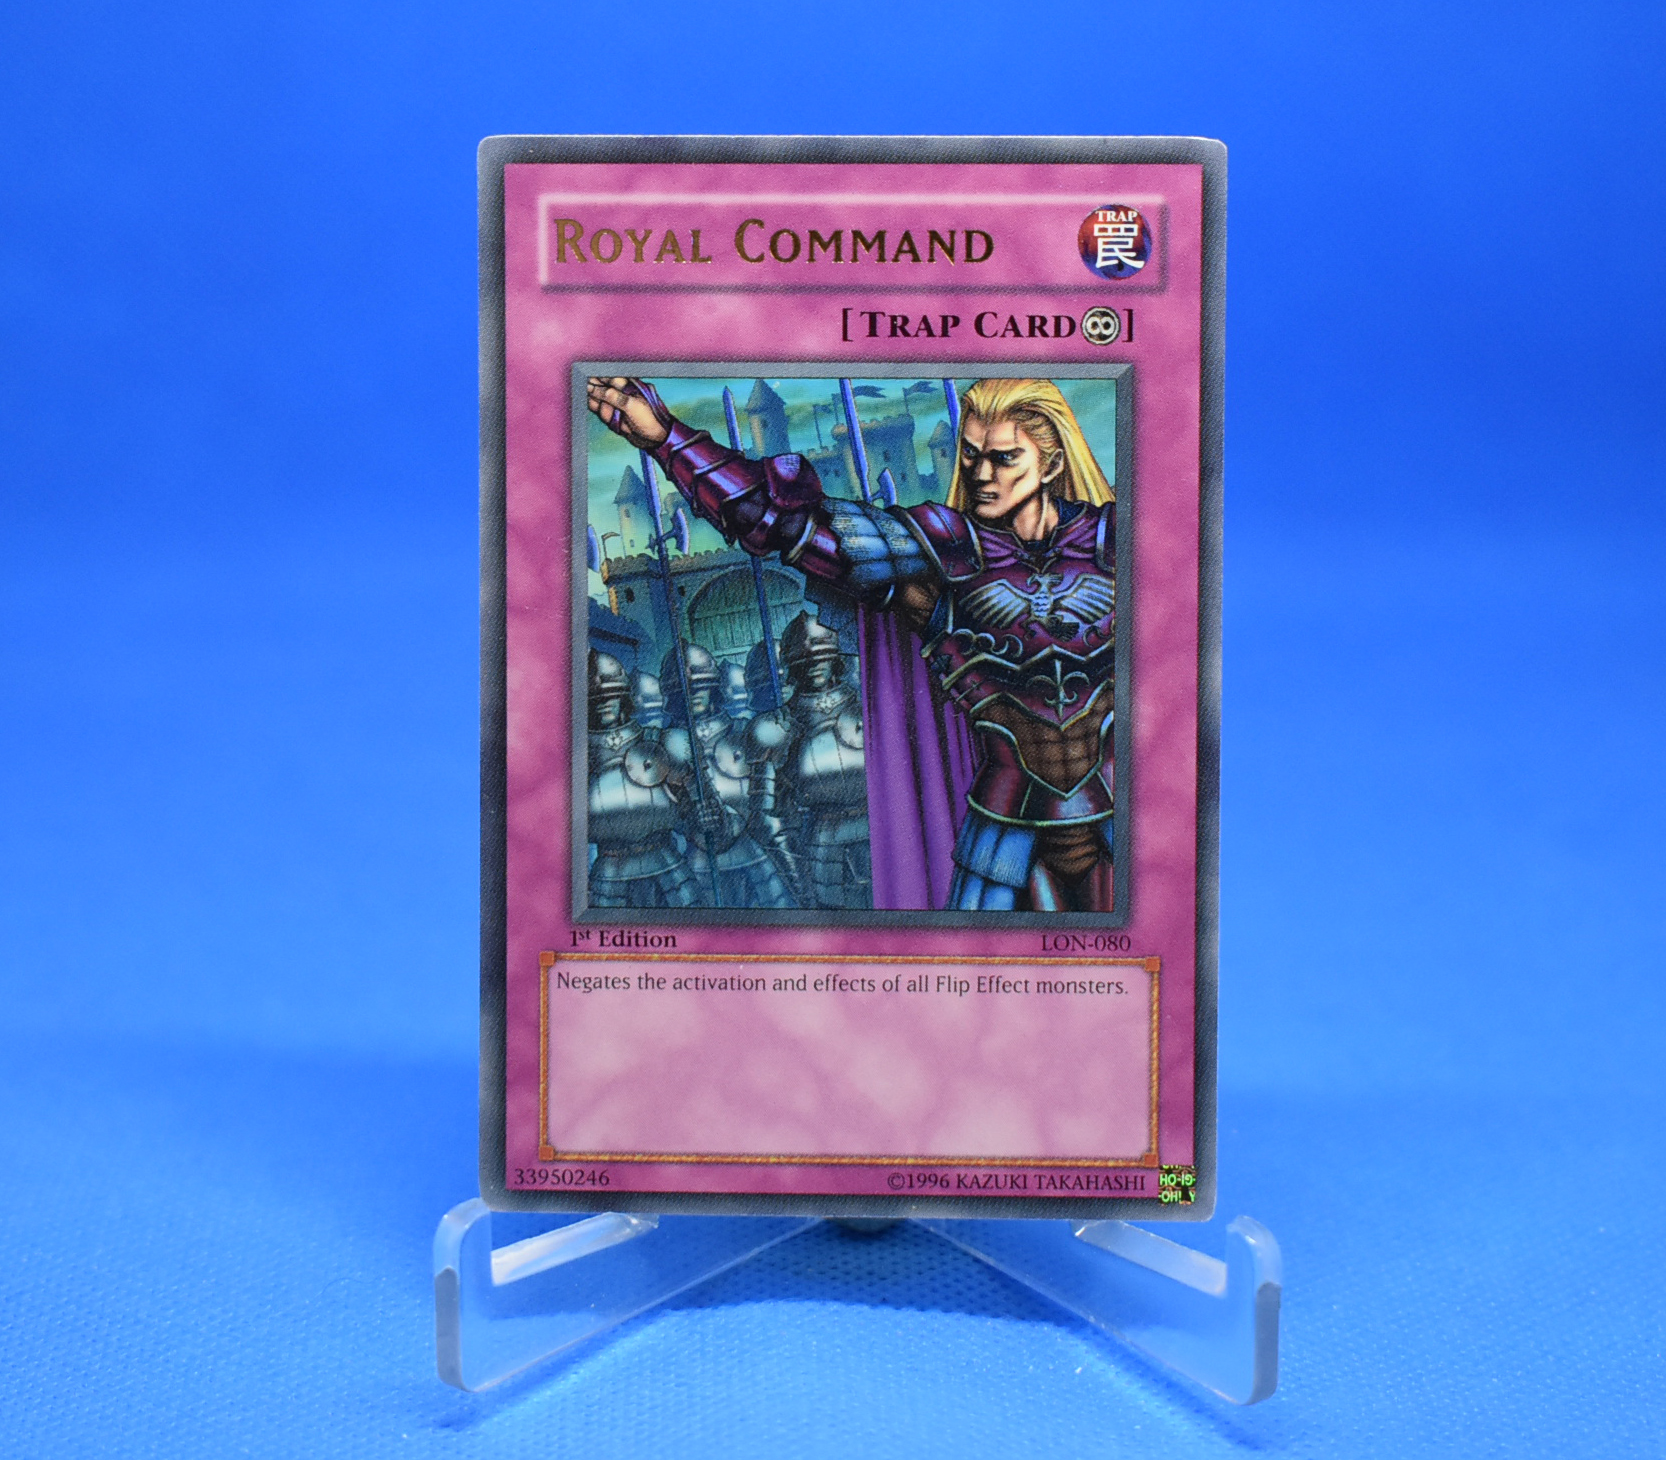 ROYAL COMMAND
TRAP
罠
[TRAP CARD∞]
1st Edition
LON-080
Negates the activation and effects of all Flip Effect monsters.
33950246
©1996 KAZUKI TAKAHASHI